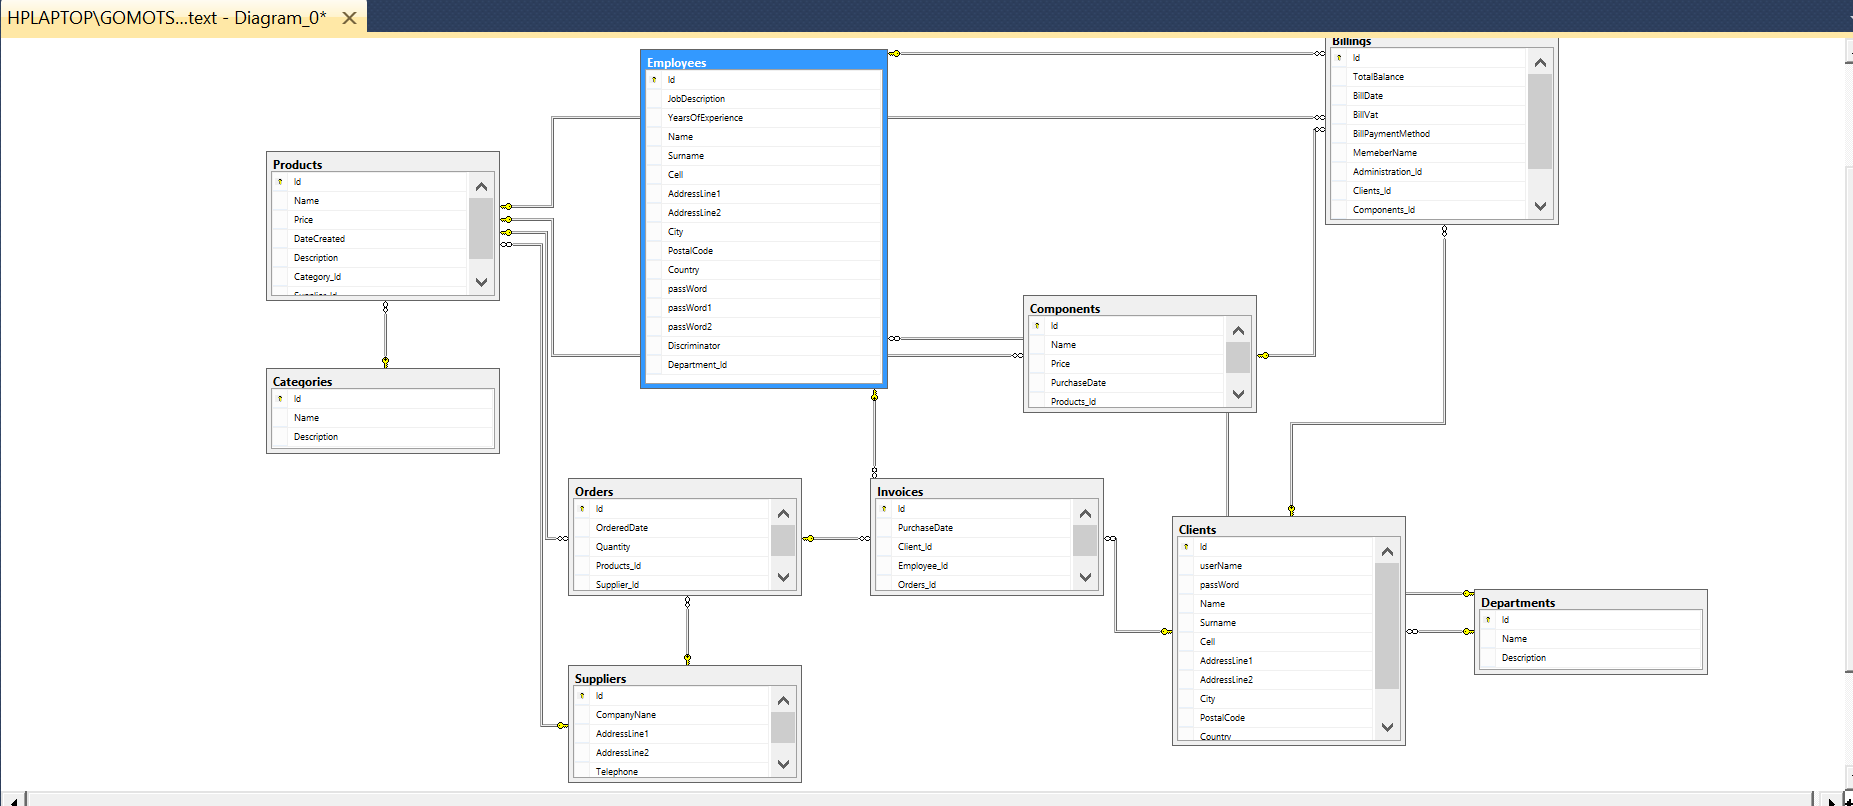 HPLAPTOP\GOMOTS...text - Diagram_0*
Employees
Id
JobDescription
YearsOfExperience
Name
Surname
Cell
AddressLine1
AddressLine2
City
PostalCode
Country
passWord
passWord1
passWord2
Discriminator
Department_Id
Billings
Id
TotalBalance
BillDate
BillVat
BillPaymentMethod
MemeberName
Administration_Id
Clients_Id
Components_Id
Products
Id
Name
Price
DateCreated
Description
Category_Id
Supplier_Id
Components
Id
Name
Price
PurchaseDate
Products_Id
Categories
Id
Name
Description
Orders
Id
OrderedDate
Quantity
Products_Id
Supplier_Id
Invoices
Id
PurchaseDate
Client_Id
Employee_Id
Orders_Id
Clients
Id
userName
passWord
Name
Surname
Cell
AddressLine1
AddressLine2
City
PostalCode
Country
Departments
Id
Name
Description
Suppliers
Id
CompanyNane
AddressLine1
AddressLine2
Telephone